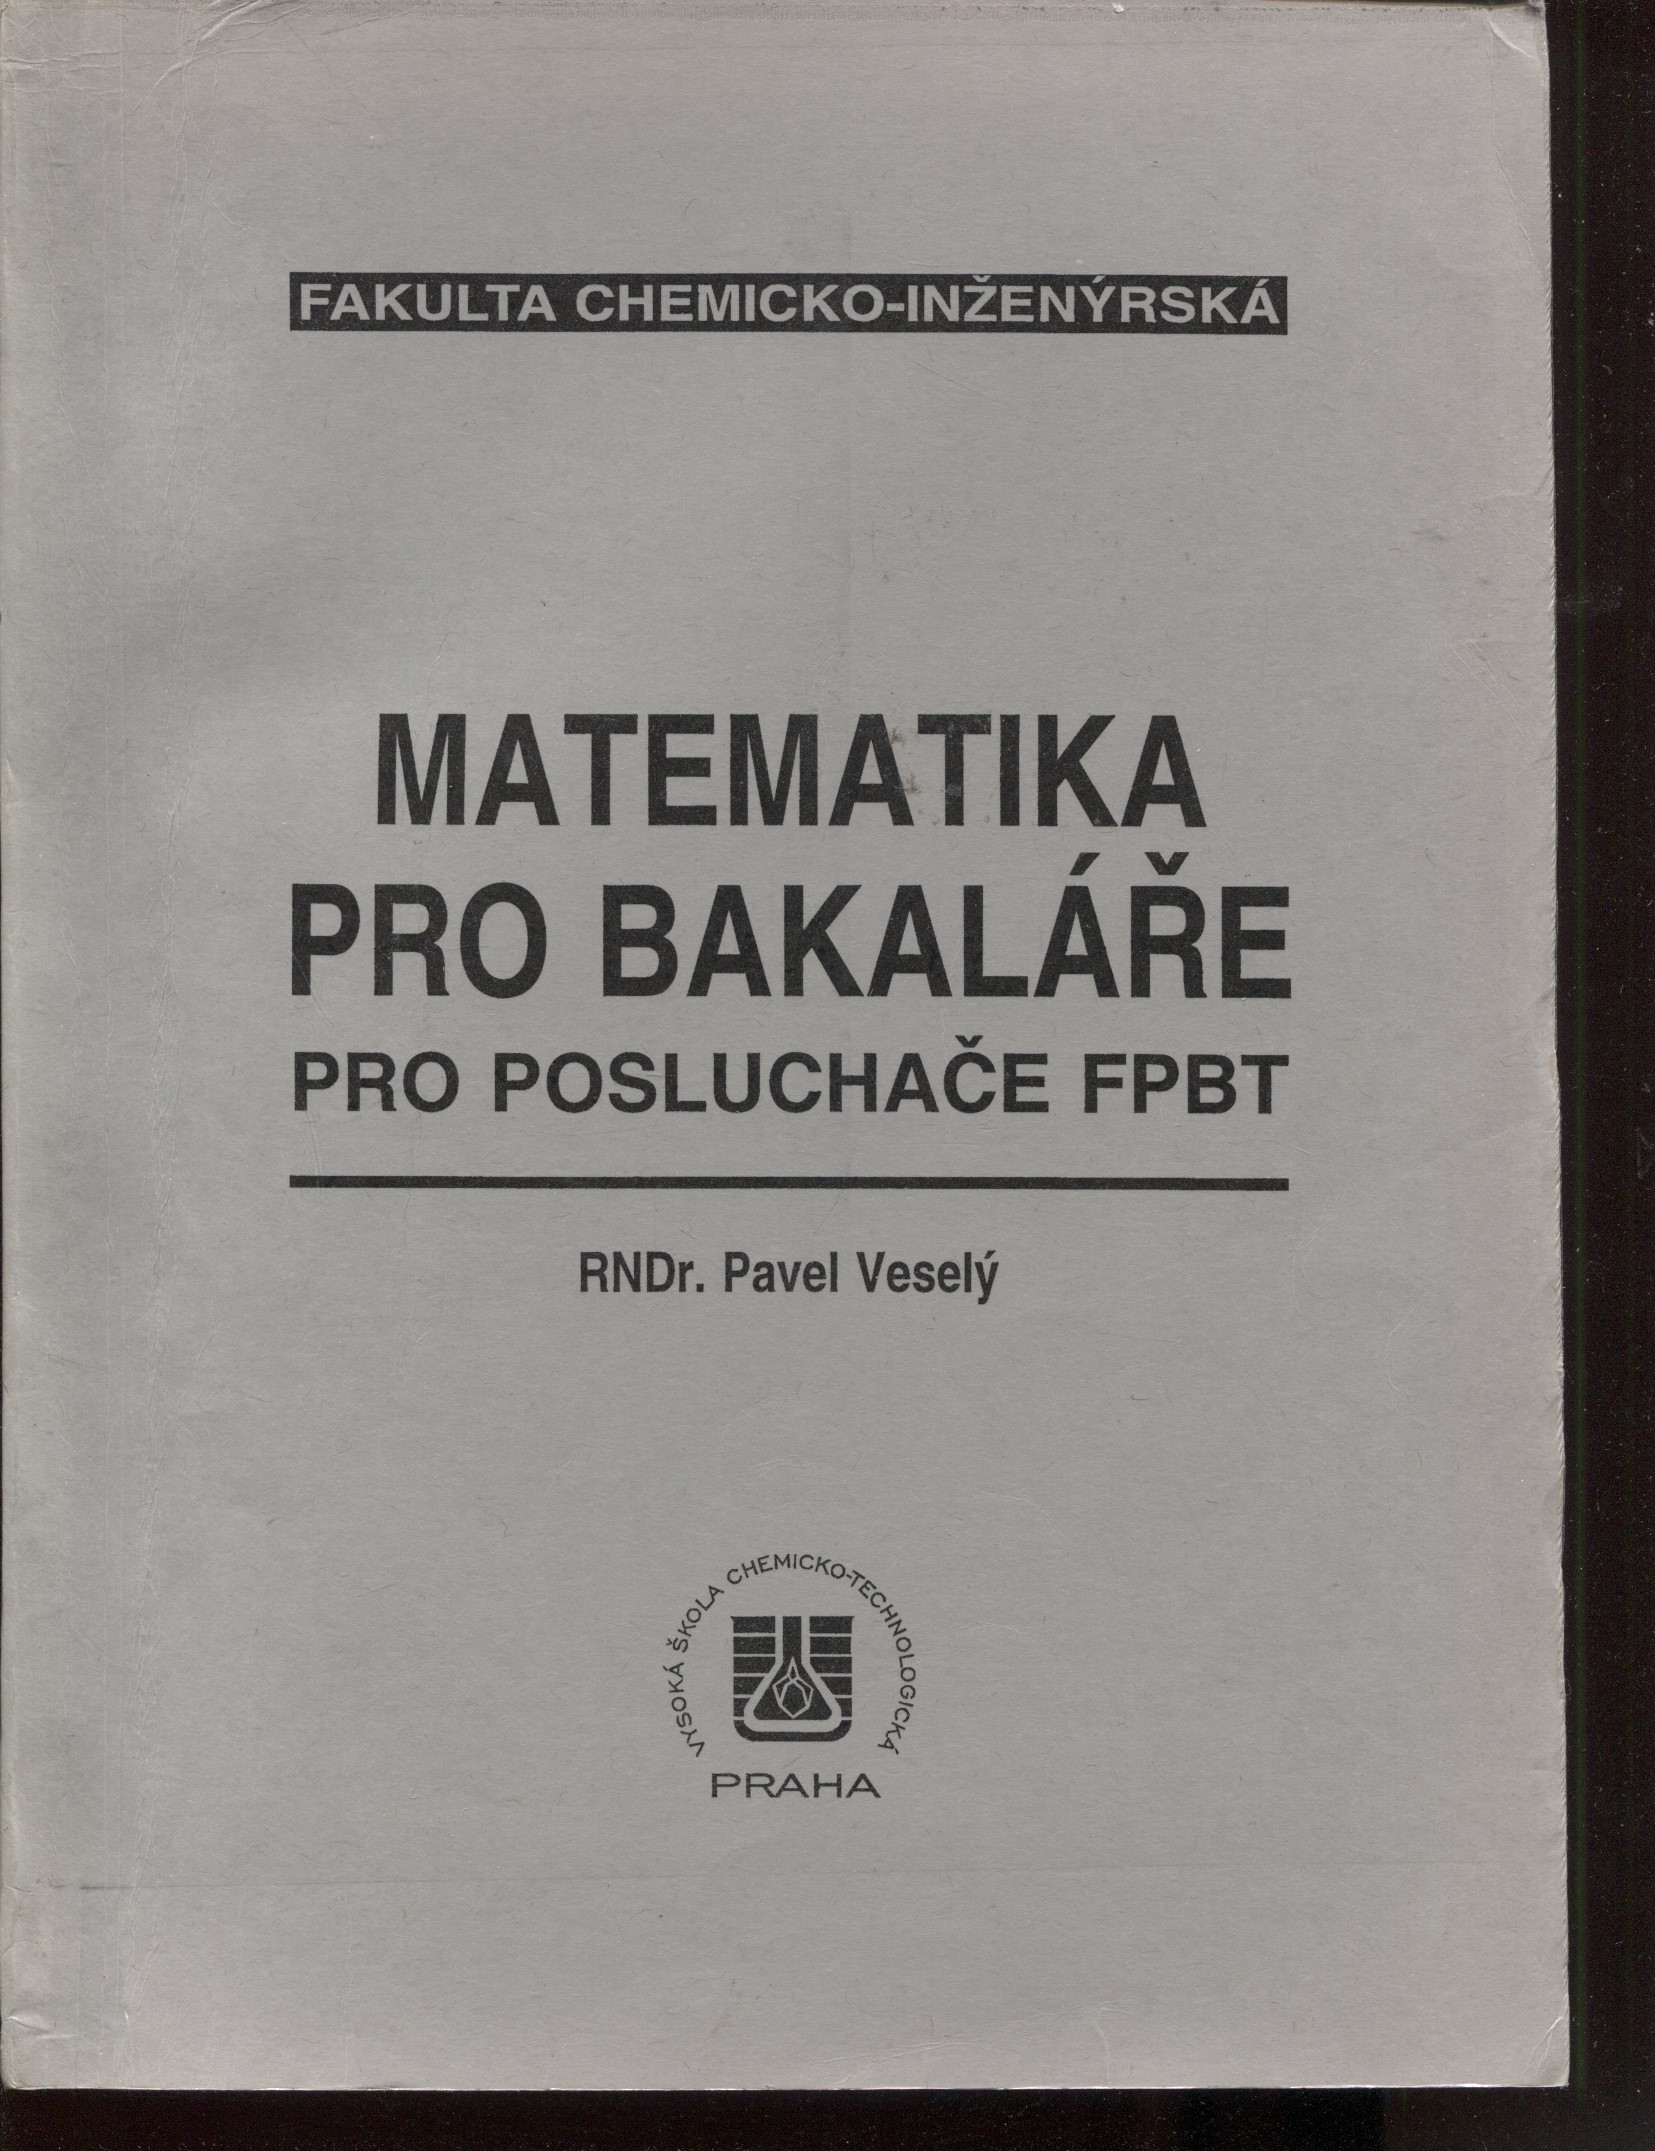 FAKULTA CHEMICKO-INŽENÝRSKÁ
MATEMATIKA
PRO BAKALÁŘE
PRO POSLUCHAČE FPBT
RNDr. Pavel Veselý
VYSOKÁ ŠKOLA CHEMICKO-TECHNOLOGICKÁ
PRAHA